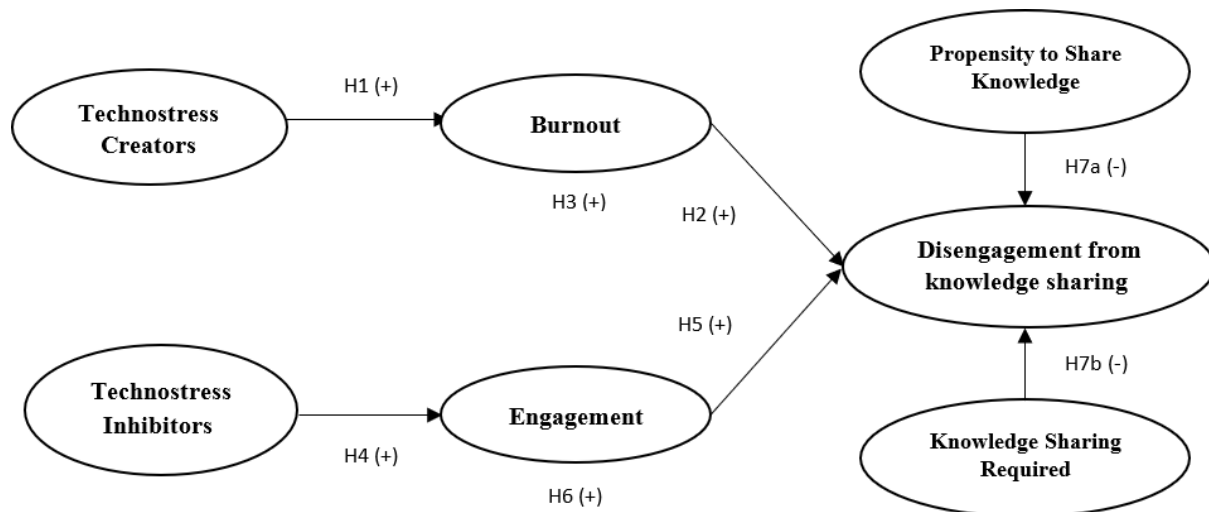 Propensity to Share
Knowledge
H1 (+)
Technostress
Creators
Burnout
H7a (-)
H3 (+)
H2 (+)
Disengagement from
knowledge sharing
H5 (+)
H7b (-)
Technostress
Inhibitors
Engagement
H4 (+)
Knowledge Sharing
Required
H6 (+)